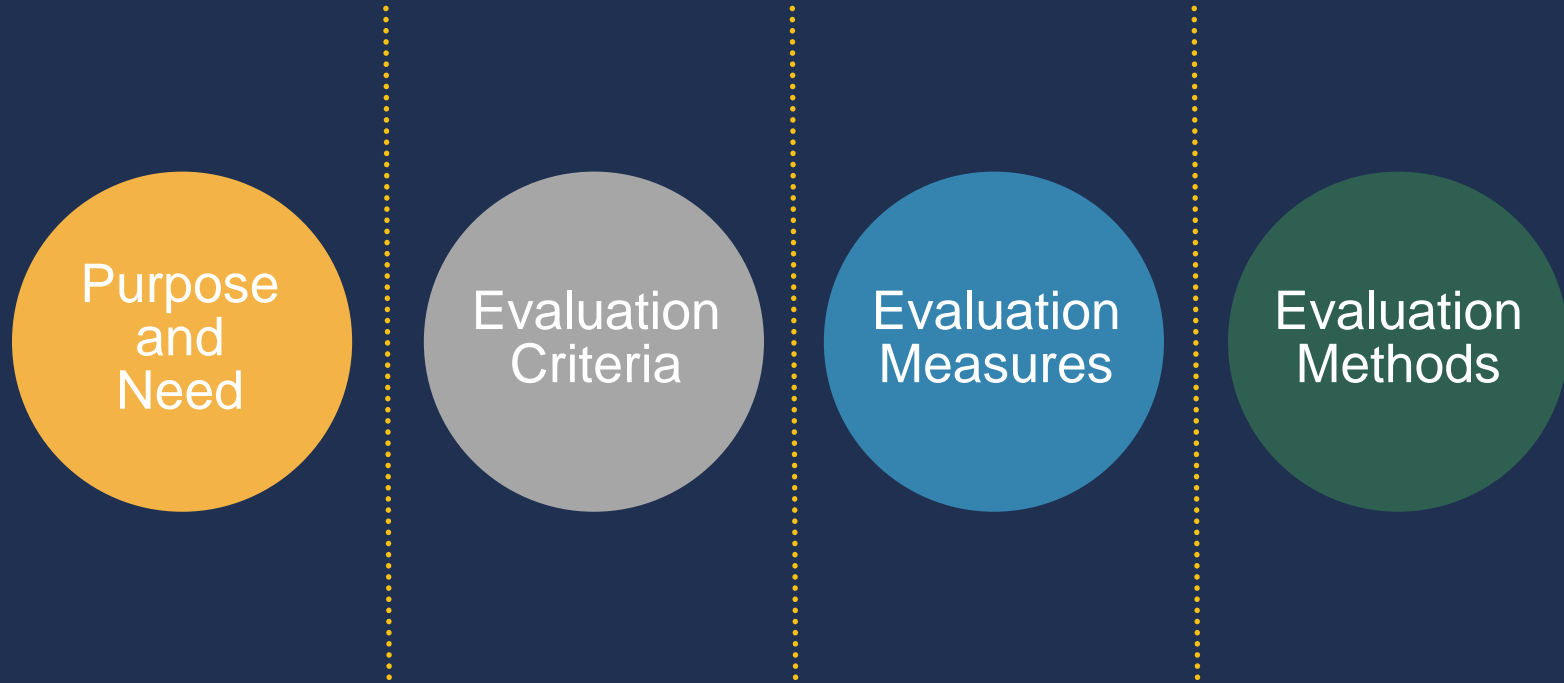 Purpose
and
Need
Evaluation
Criteria
Evaluation
Measures
Evaluation
Methods